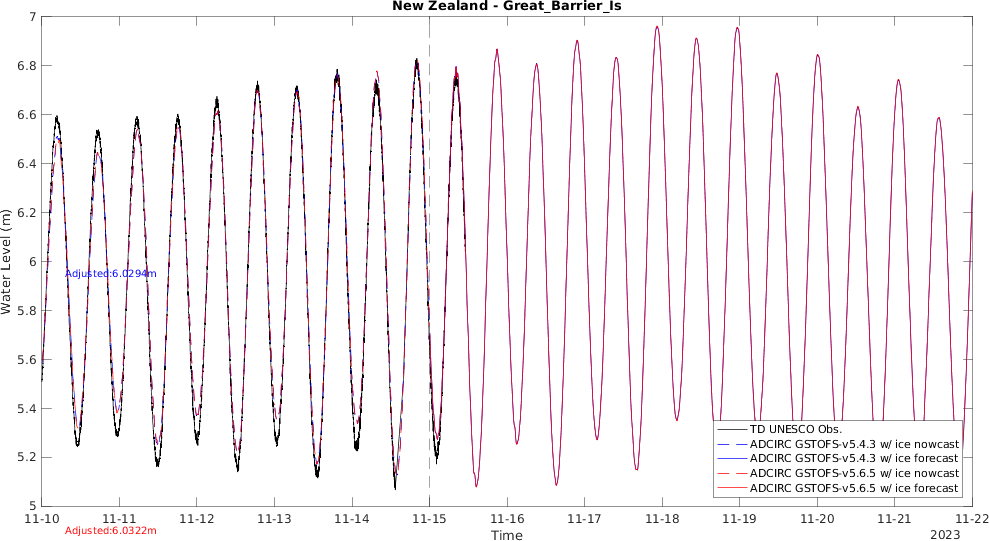 New Zealand - Great_Barrier_Is
7
6.8
6.6
6.4
6.2
6
5.8
5.6
5.4
5.2
5
Water Level (m)
Adjusted:6.0294m
TD UNESCO Obs.
ADCIRC GSTOFS-v5.4.3 w/ ice nowcast
ADCIRC GSTOFS-v5.4.3 w/ ice forecast
ADCIRC GSTOFS-v5.6.5 w/ ice nowcast
ADCIRC GSTOFS-v5.6.5 w/ ice forecast
11-10 11-11 11-12 11-13 11-14 11-15 11-16 11-17 11-18 11-19 11-20 11-21 11-22
Adjusted:6.0322m
Time
2023